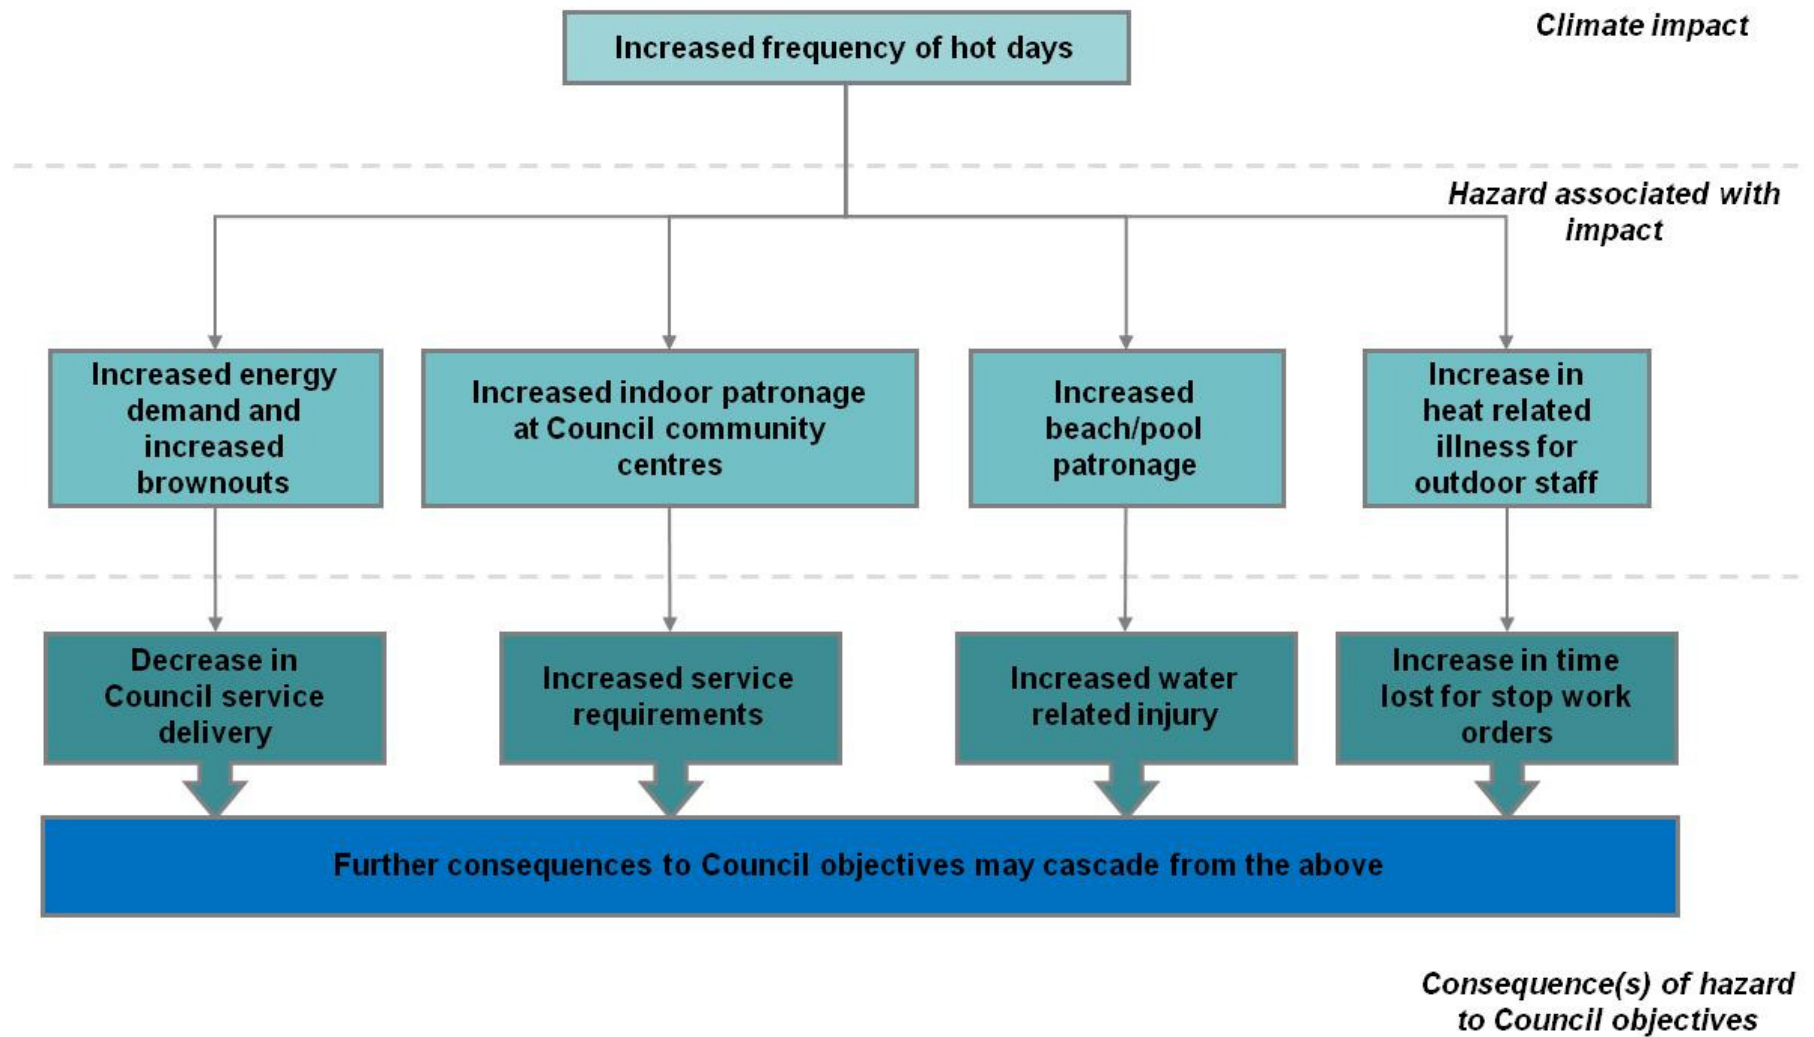 Climate impact
Increased frequency of hot days
Hazard associated with
impact
Increased energy
demand and
increased
brownouts
Increased indoor patronage
at Council community
centres
Increased
beach/pool
patronage
Increase in
heat related
illness for
outdoor staff
Decrease in
Council service
delivery
Increased service
requirements
Increased water
related injury
Increase in time
lost for stop work
orders
Further consequences to Council objectives may cascade from the above
Consequence(s) of hazard
to Council objectives